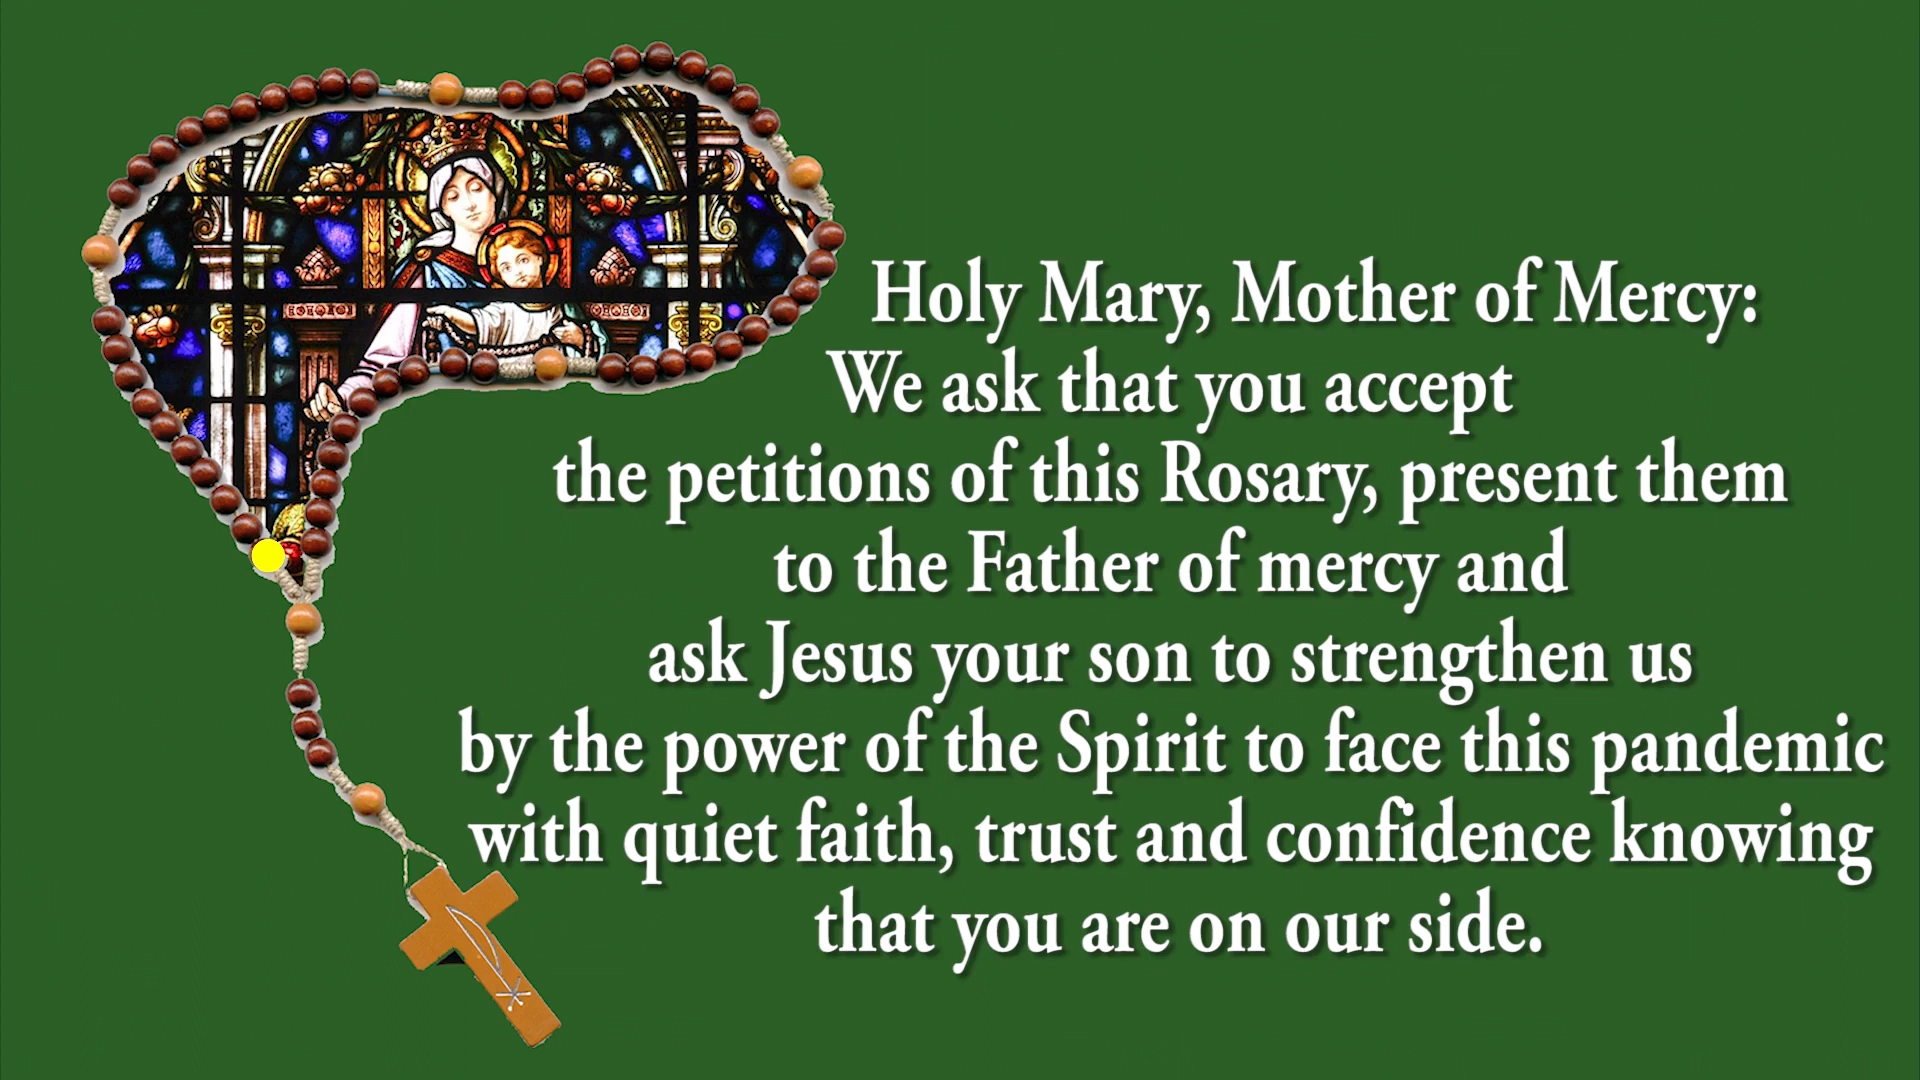 Holy Mary, Mother of Mercy:
We ask that you accept
the petitions of this Rosary, present them
to the Father of mercy and
ask Jesus your son to strengthen us
by the power of the Spirit to face this pandemic
with quiet faith, trust and confidence knowing
that you are on our side.